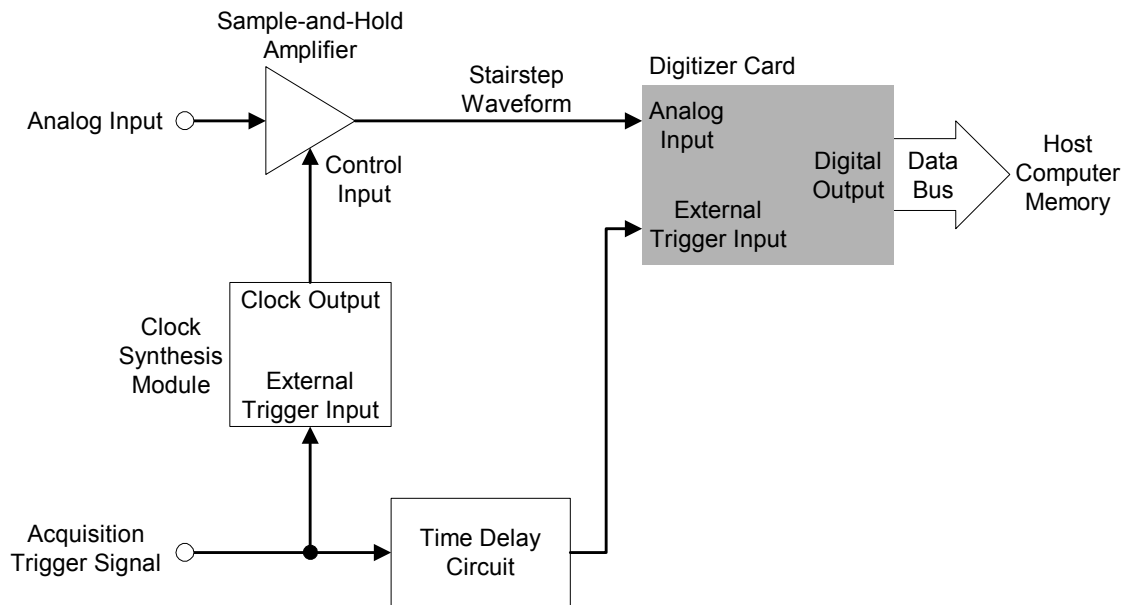 Sample-and-Hold
Amplifier
Analog Input
Stairstep
Waveform
Control
Input
Digitizer Card
Analog
Input
Digital
Output
External
Trigger Input
Data
Bus
Host
Computer
Memory
Clock
Synthesis
Module
Clock Output
External
Trigger Input
Acquisition
Trigger Signal
Time Delay
Circuit